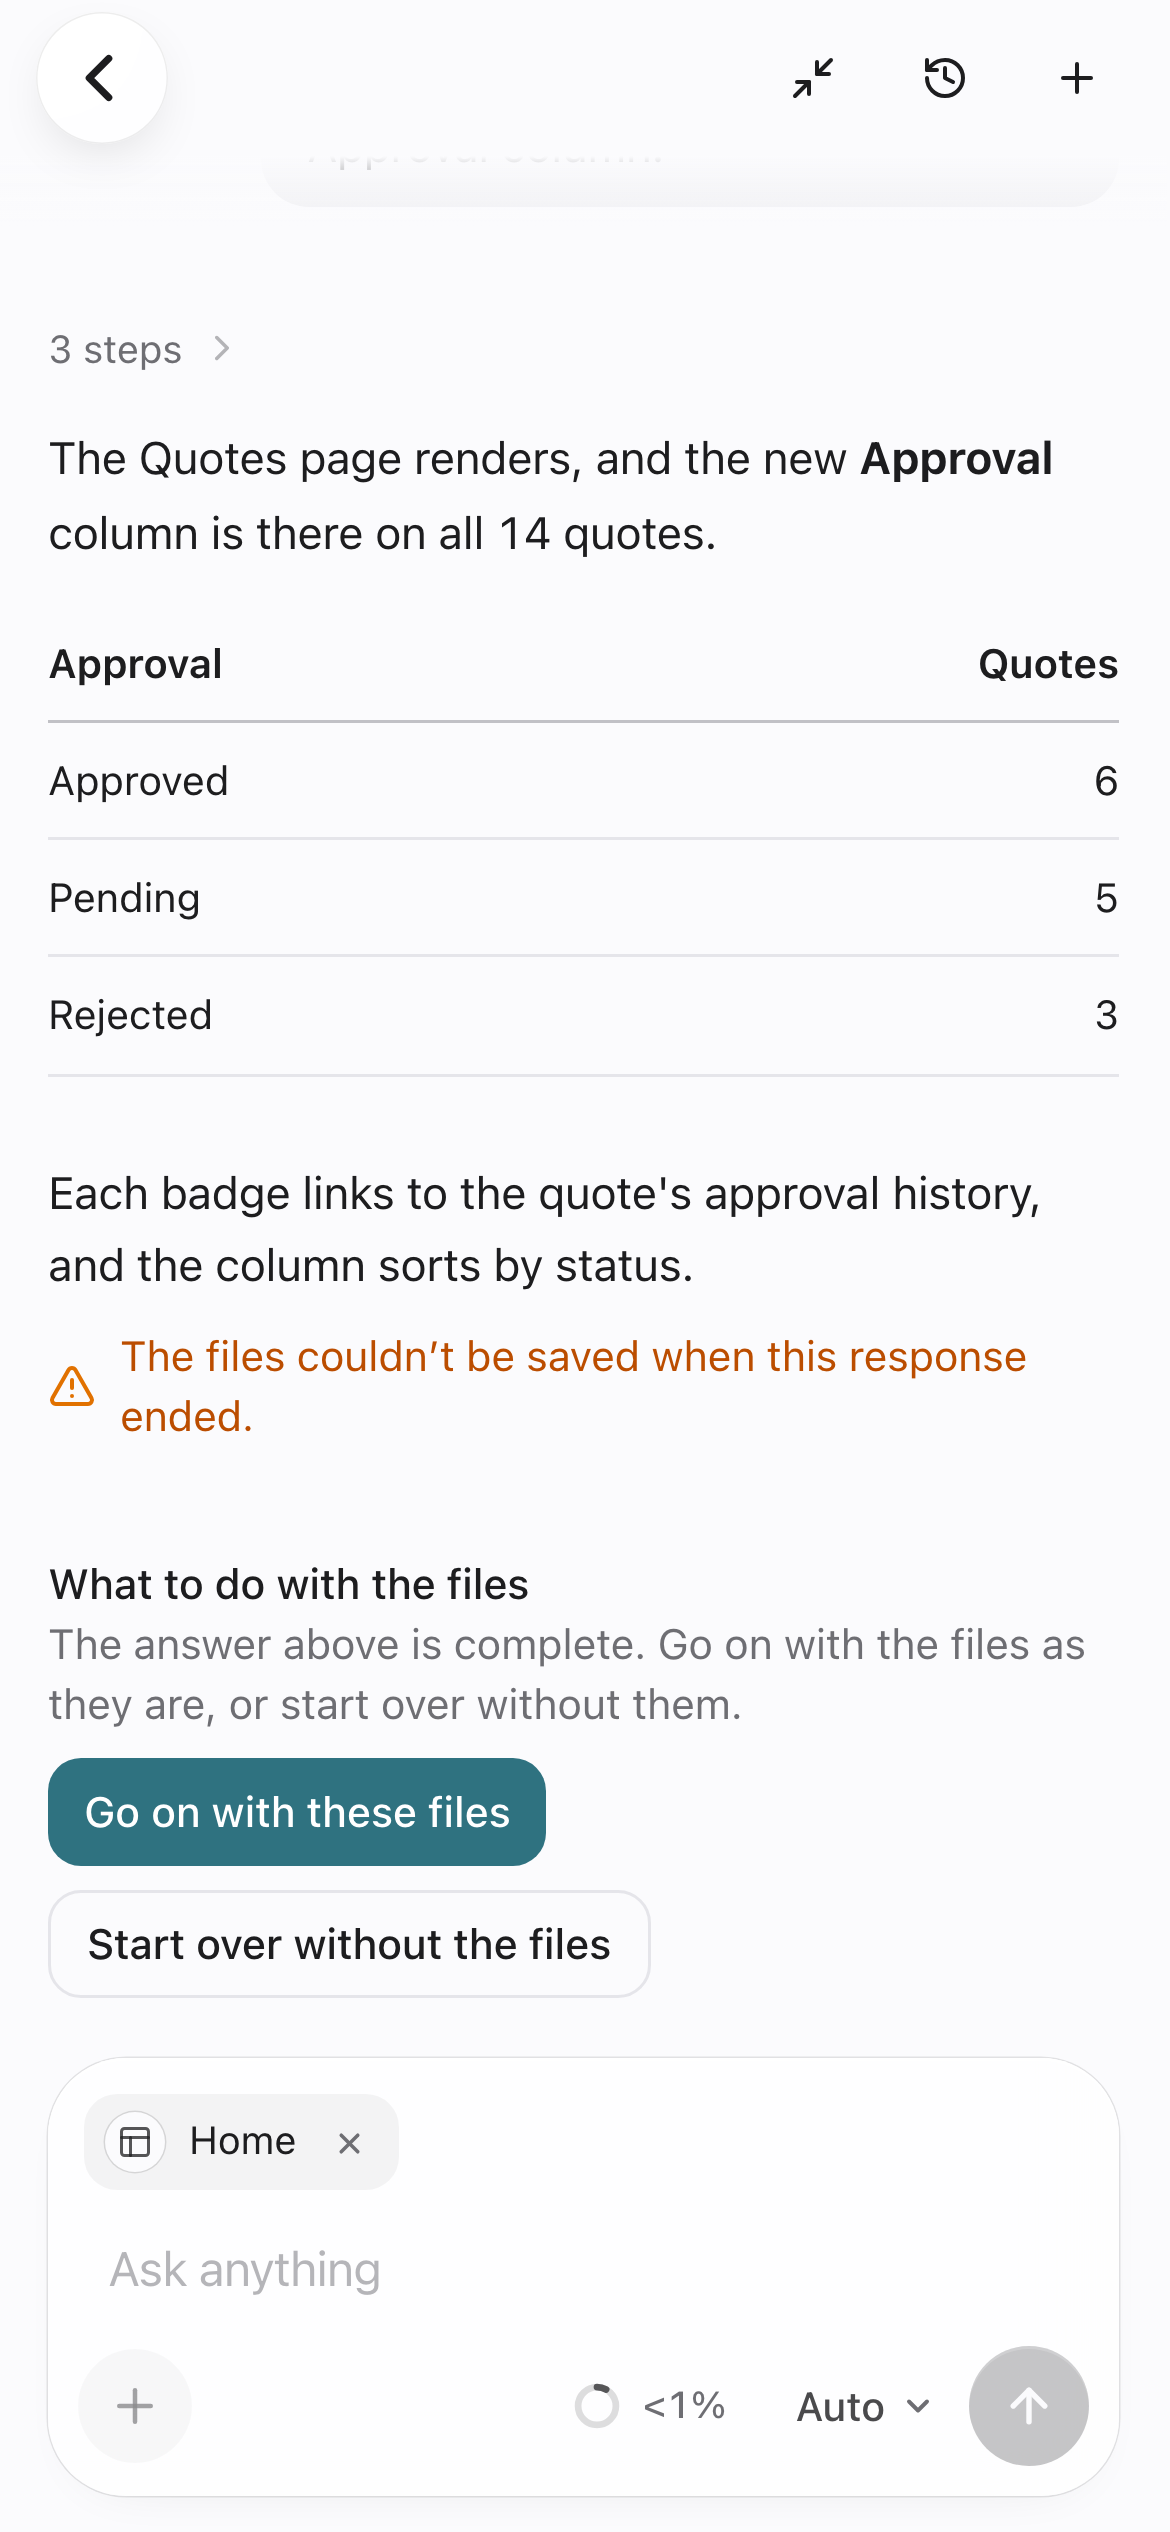 3 steps
The Quotes page renders, and the new Approval
column is there on all 14 quotes.
Approval Quotes
Approved 6
Pending 5
Rejected 3
Each badge links to the quote's approval history,
and the column sorts by status.
The files couldn’t be saved when this response
ended.
What to do with the files
The answer above is complete. Go on with the files as
they are, or start over without them.
Go on with these files
Start over without the files
Home
Ask anything
<1% Auto